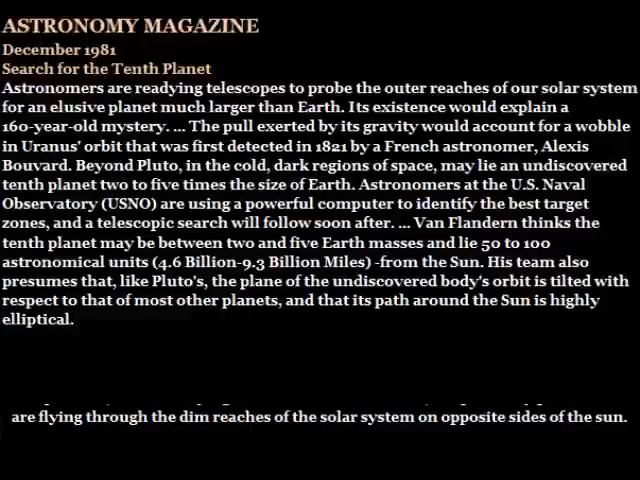 ASTRONOMY MAGAZINE
December 1981
Search for the Tenth Planet
Astronomers are readying telescopes to probe the outer reaches of our solar system
for an elusive planet much larger than Earth. Its existence would explain a
160-year-old mystery. ... The pull exerted by its gravity would account for a wobble
in Uranus' orbit that was first detected in 1821 by a French astronomer, Alexis
Bouvard. Beyond Pluto, in the cold, dark regions of space, may lie an undiscovered
tenth planet two to five times the size of Earth. Astronomers at the U.S. Naval
Observatory (USNO) are using a powerful computer to identify the best target
zones, and a telescopic search will follow soon after. ... Van Flandern thinks the
tenth planet may be between two and five Earth masses and lie 50 to 100
astronomical units (4.6 Billion-9.3 Billion Miles) -from the Sun. His team also
presumes that, like Pluto's, the plane of the undiscovered body's orbit is tilted with
respect to that of most other planets, and that its path around the Sun is highly
elliptical.
are flying through the dim reaches of the solar system on opposite sides of the sun.